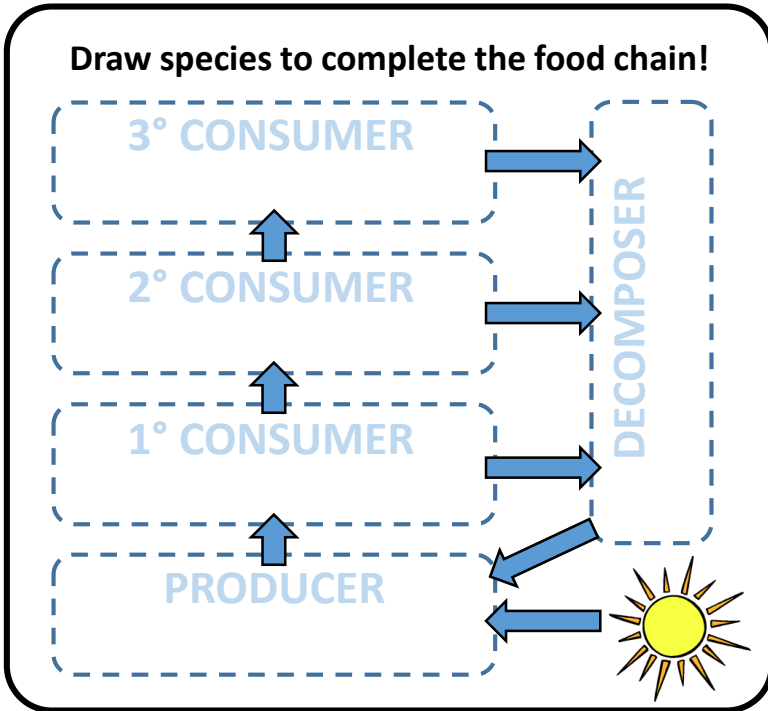 Draw species to complete the food chain!
3° CONSUMER
2° CONSUMER
1° CONSUMER
PRODUCER
DECOMPOSER